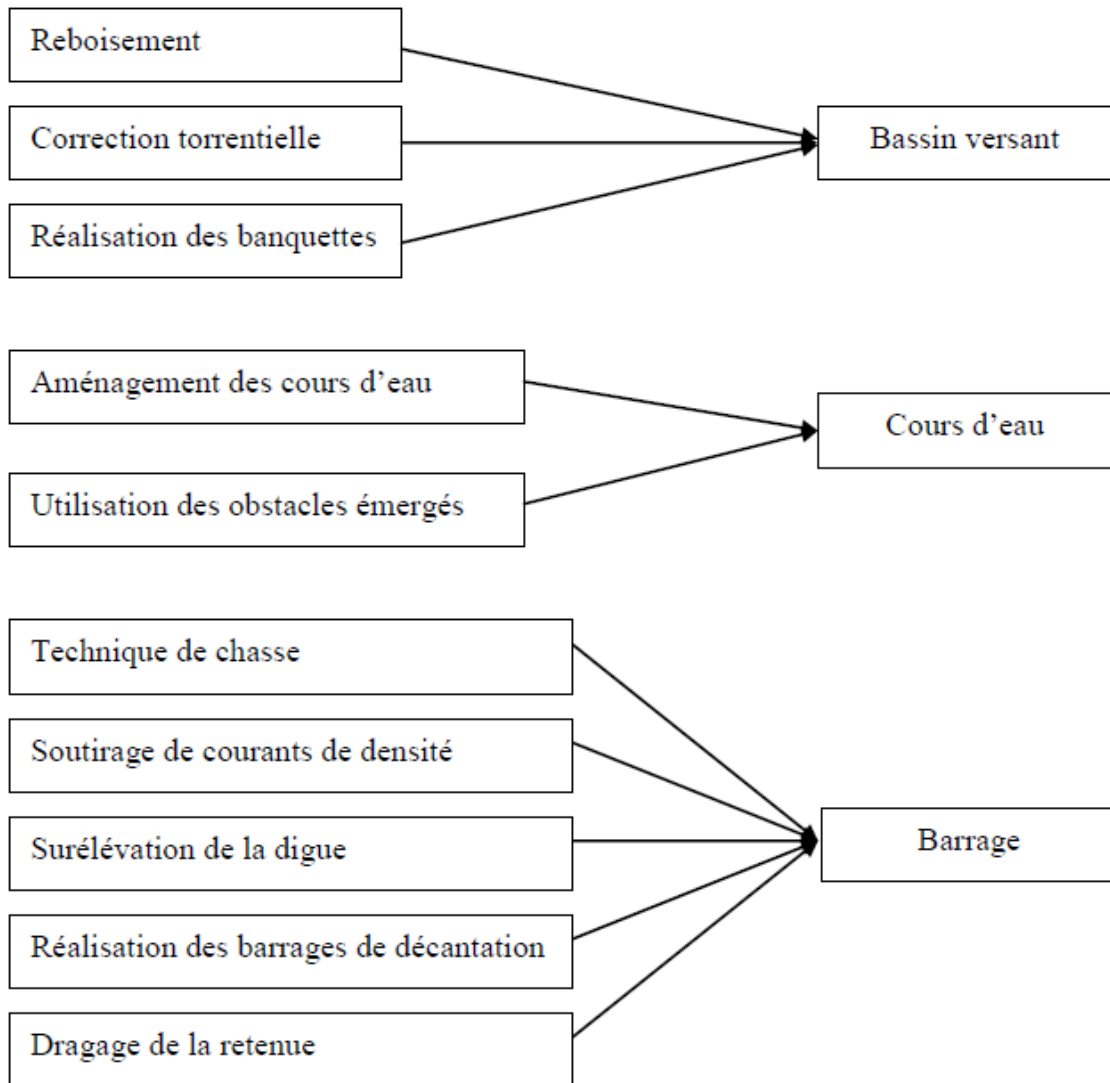 Reboisement
Correction torrentielle
Réalisation des banquettes
Bassin versant
Aménagement des cours d’eau
Utilisation des obstacles émergés
Cours d’eau
Technique de chasse
Soutirage de courants de densité
Surélévation de la digue
Réalisation des barrages de décantation
Dragage de la retenue
Barrage